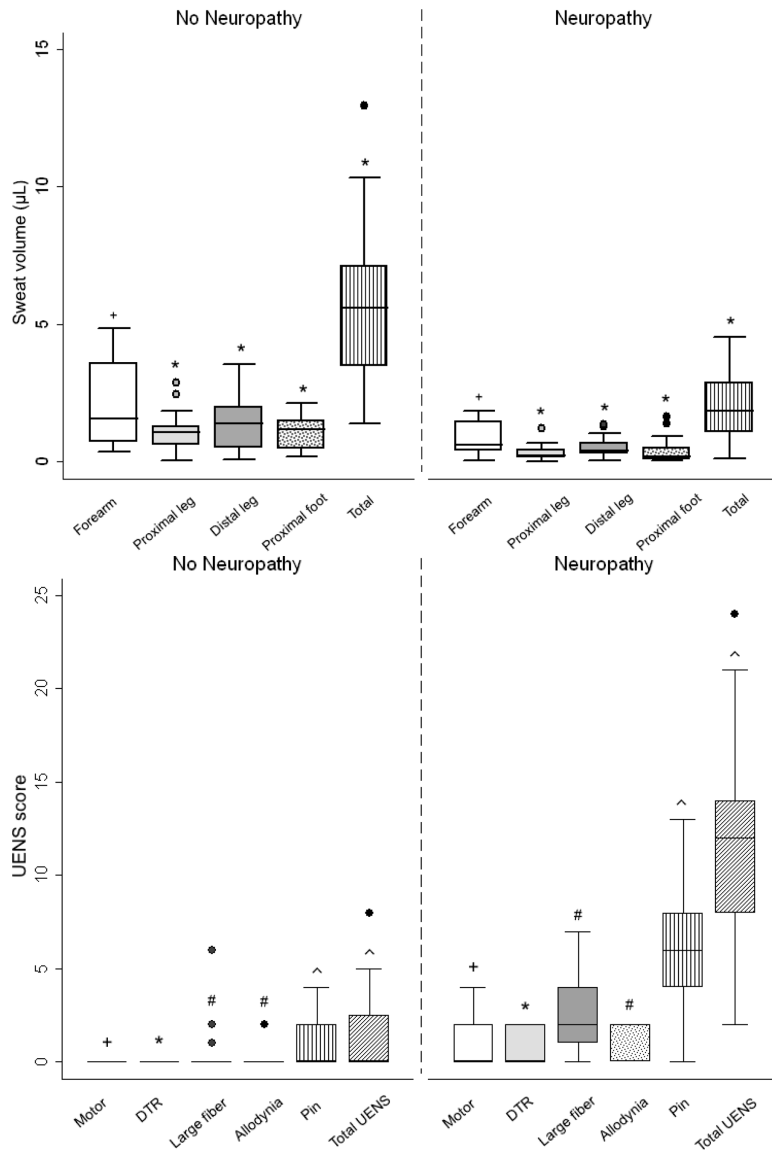 No Neuropathy
Neuropathy
Sweat volume (µL)
15
10
5
0
+
*
*
*
*
+
*
*
*
*
Forearm
Proximal leg
Distal leg
Proximal foot
Total
Forearm
Proximal leg
Distal leg
Proximal foot
Total
No Neuropathy
Neuropathy
UENS score
25
20
15
10
5
0
+
*
#
#
^
^
+
*
#
#
^
^
Motor
DTR
Large fiber
Allodynia
Pin
Total UENS
Motor
DTR
Large fiber
Allodynia
Pin
Total UENS